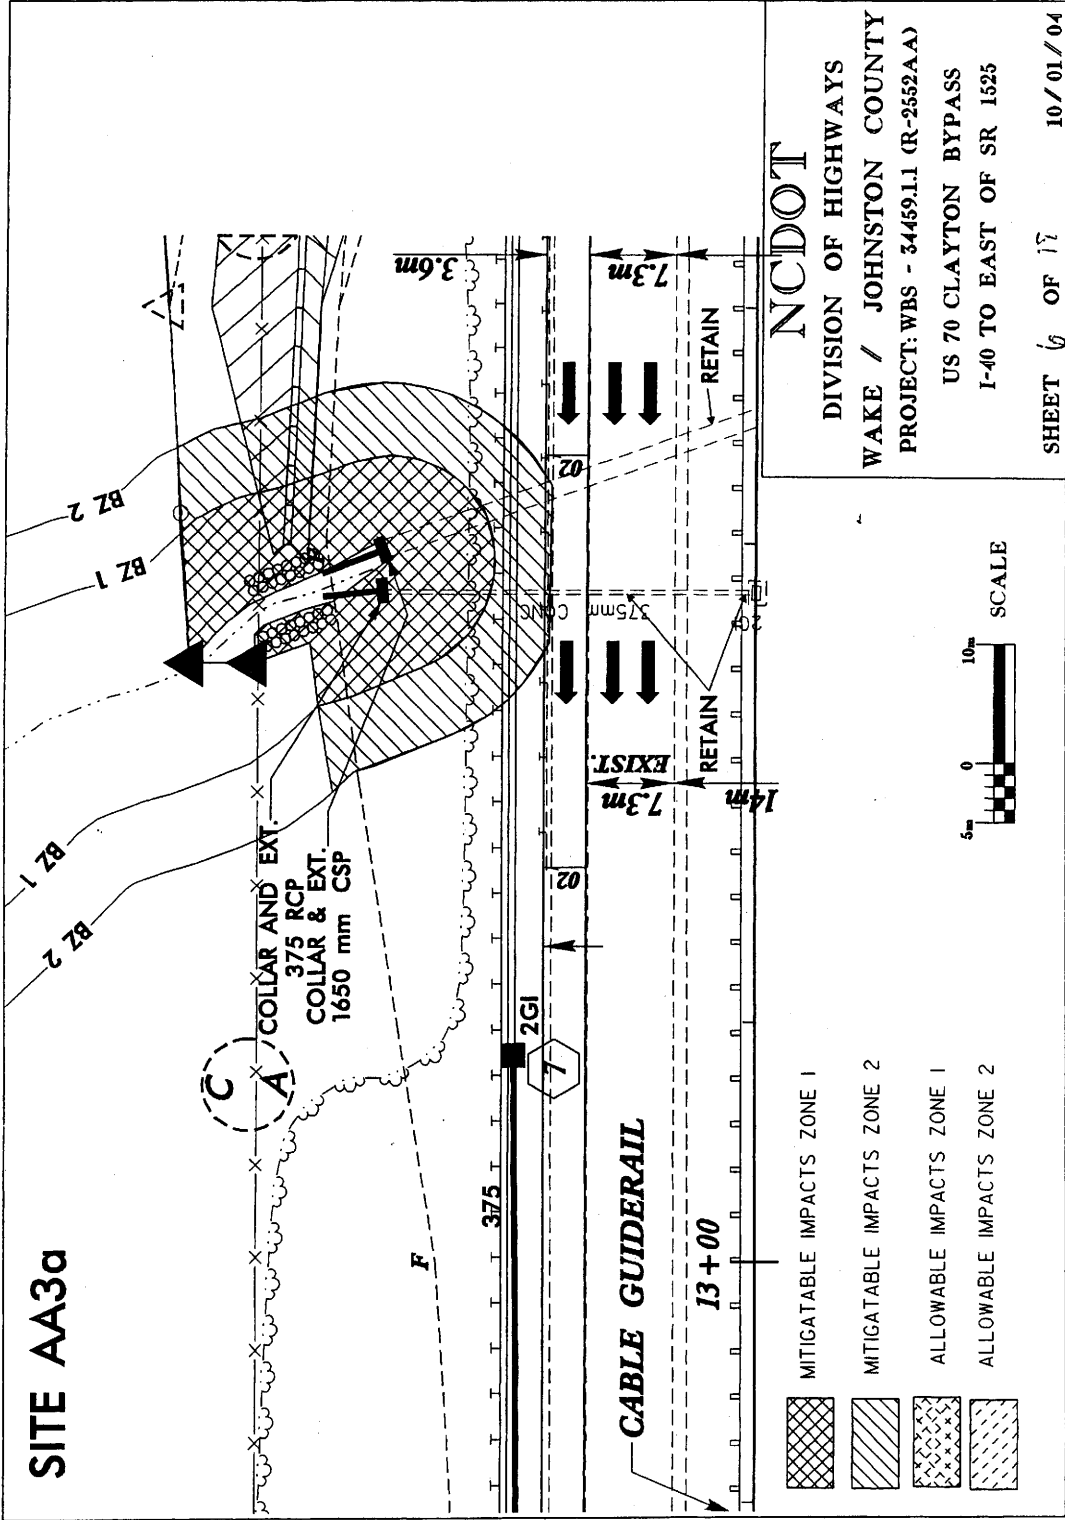 SITE AA3a
BZ 2
BZ 1
BZ 1
BZ 2
COLLAR AND EXT.
375 RCP
COLLAR & EXT.
1650 mm CSP
C
A
F
375
2GI
7
02
02
3.6m
7.3m
7.3m
EXIST.
14m
375mm CONC
RETAIN
RETAIN
CABLE GUIDERAIL
13+00
MITIGATABLE IMPACTS ZONE 1
MITIGATABLE IMPACTS ZONE 2
ALLOWABLE IMPACTS ZONE 1
ALLOWABLE IMPACTS ZONE 2
5m 0 10m
SCALE
NCDOT
DIVISION OF HIGHWAYS
WAKE / JOHNSTON COUNTY
PROJECT: WBS - 34459.1.1 (R-2552AA)
US 70 CLAYTON BYPASS
I-40 TO EAST OF SR 1525
SHEET 6 OF 17 10/01/04